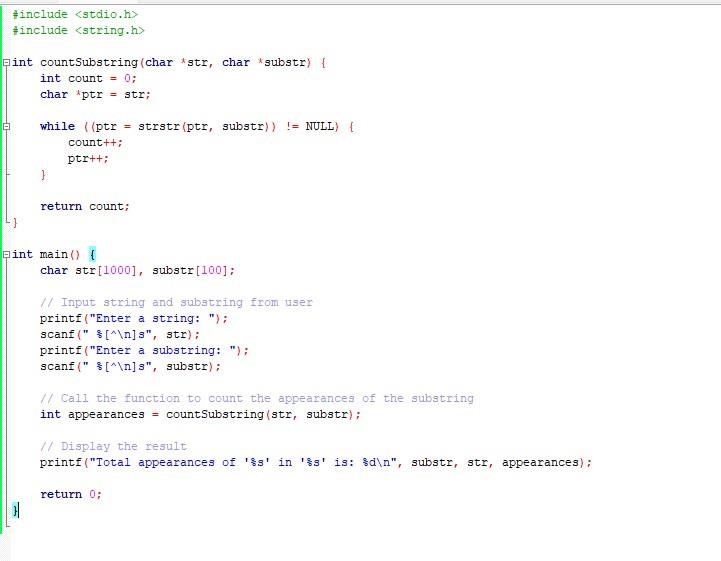 #include <stdio.h>
#include <string.h>
int countSubstring(char *str, char *substr) {
int count = 0;
char *ptr = str;
while ((ptr = strstr(ptr, substr)) != NULL) {
count++;
ptr++;
}
return count;
}
int main() {
char str[1000], substr[100];
// Input string and substring from user
printf("Enter a string: ");
scanf(" %[^\n]s", str);
printf("Enter a substring: ");
scanf(" %[^\n]s", substr);
// Call the function to count the appearances of the substring
int appearances = countSubstring(str, substr);
// Display the result
printf("Total appearances of '%s' in '%s' is: %d\n", substr, str, appearances);
return 0;
}